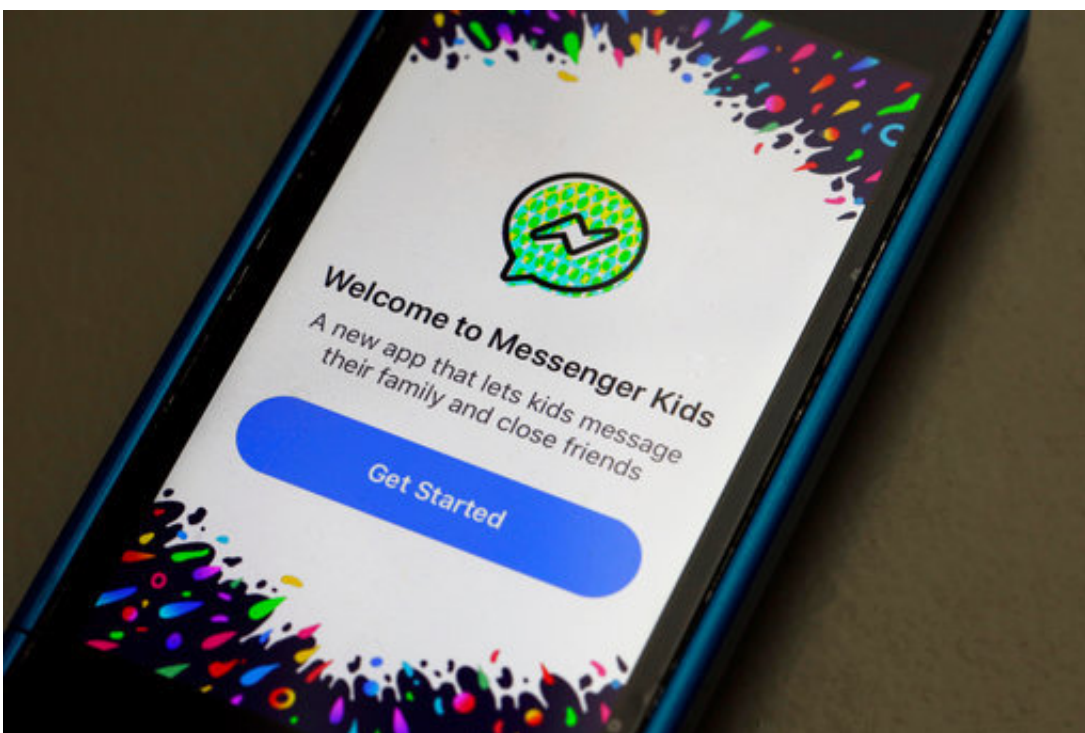 Welcome to Messenger Kids
A new app that lets kids message
their family and close friends
Get Started